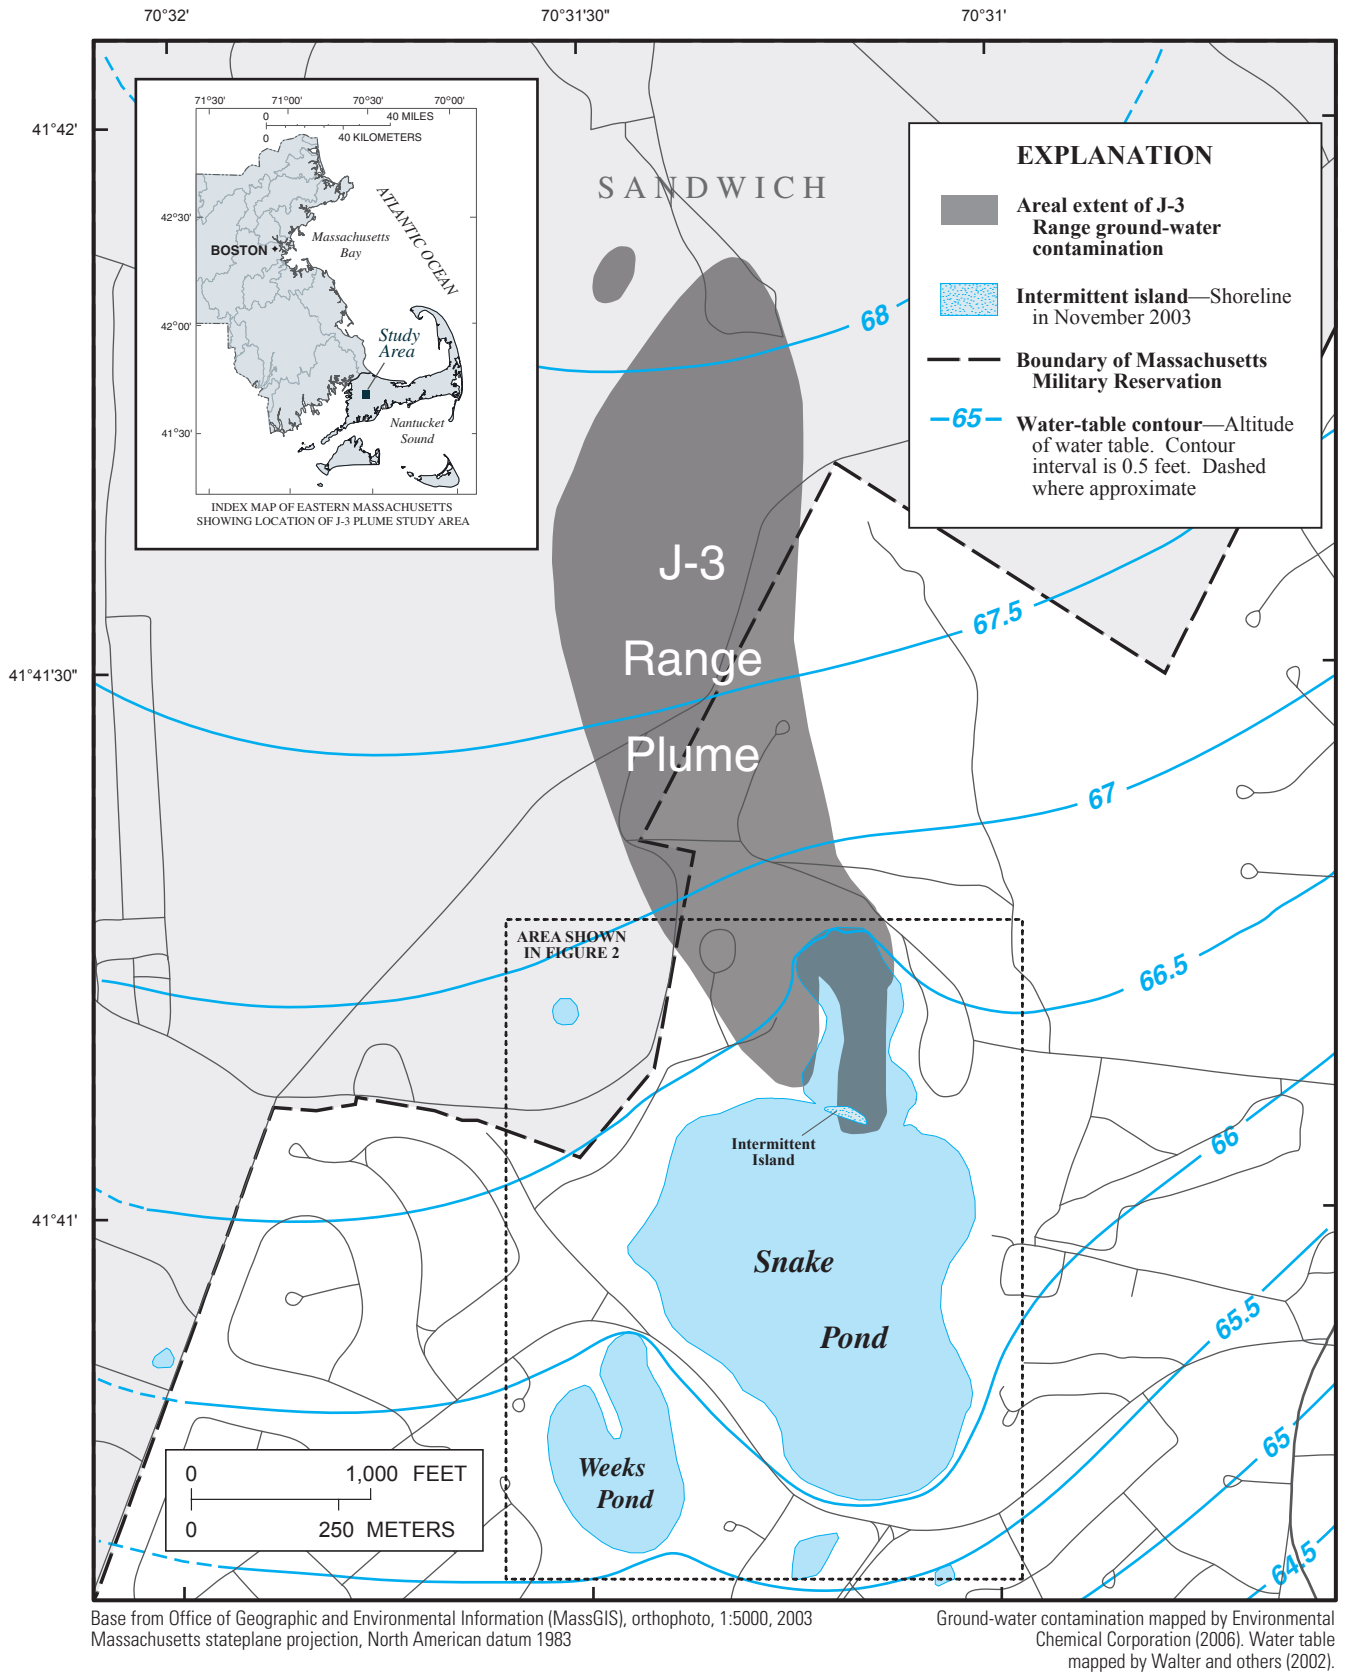 70°32'
70°31'30"
70°31'
41°42'
41°41'30"
41°41'
71°30'
71°00'
70°30'
70°00'
0
40 MILES
0
40 KILOMETERS
42°30'
42°00'
41°30'
BOSTON
Massachusetts
Bay
ATLANTIC OCEAN
Study
Area
Nantucket
Sound
INDEX MAP OF EASTERN MASSACHUSETTS
SHOWING LOCATION OF J-3 PLUME STUDY AREA
SANDWICH
EXPLANATION
Areal extent of J-3
Range ground-water
contamination
Intermittent island—Shoreline
in November 2003
Boundary of Massachusetts
Military Reservation
65
Water-table contour—Altitude
of water table. Contour
interval is 0.5 feet. Dashed
where approximate
68
J-3
Range
Plume
67.5
67
66.5
66
65.5
65
64.5
AREA SHOWN
IN FIGURE 2
Intermittent
Island
Snake
Pond
Weeks
Pond
0
1,000 FEET
0
250 METERS
Base from Office of Geographic and Environmental Information (MassGIS), orthophoto, 1:5000, 2003
Massachusetts stateplane projection, North American datum 1983
Ground-water contamination mapped by Environmental
Chemical Corporation (2006). Water table
mapped by Walter and others (2002).